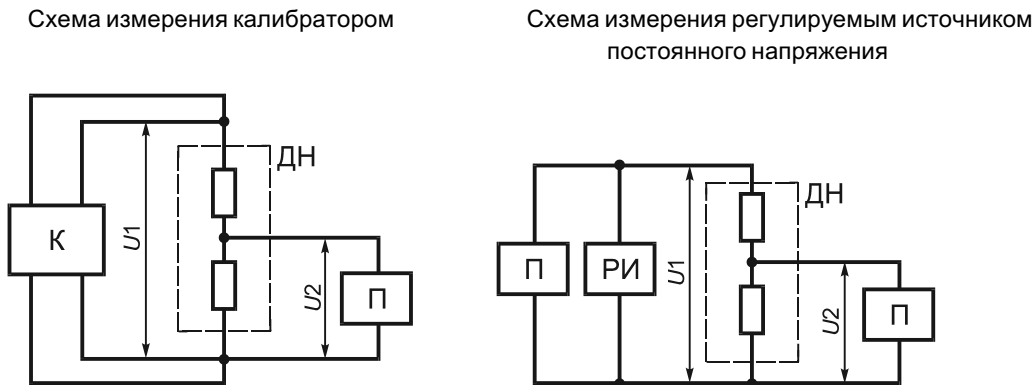 Схема измерения калибратором
К
U1
ДН
U2
П
Схема измерения регулируемым источником
постоянного напряжения
П
РИ
U1
ДН
U2
П